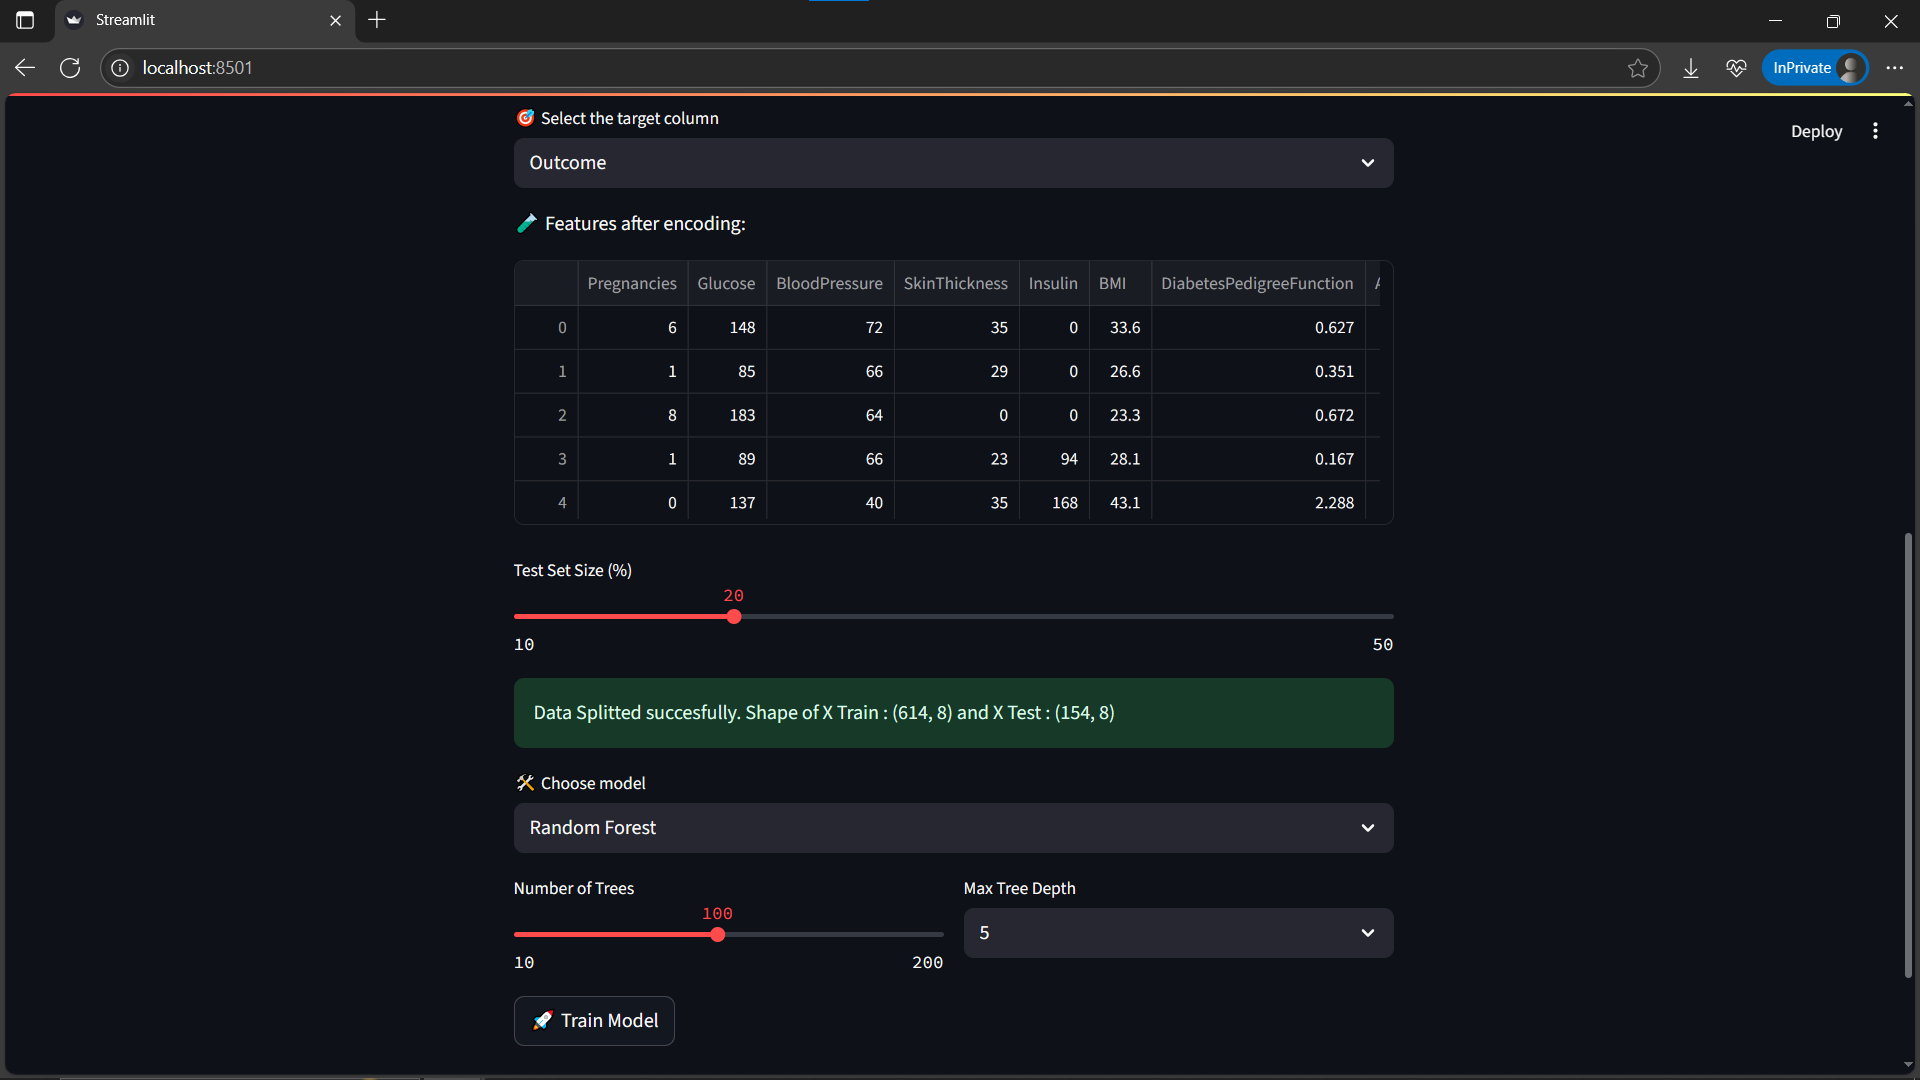 Streamlit
localhost:8501
InPrivate
Deploy
🎯 Select the target column
Outcome
🧪 Features after encoding:
Pregnancies Glucose BloodPressure SkinThickness Insulin BMI DiabetesPedigreeFunction
0 6 148 72 35 0 33.6 0.627
1 1 85 66 29 0 26.6 0.351
2 8 183 64 0 0 23.3 0.672
3 1 89 66 23 94 28.1 0.167
4 0 137 40 35 168 43.1 2.288
Test Set Size (%)
20
10 50
Data Splitted succesfully. Shape of X Train : (614, 8) and X Test : (154, 8)
🛠 Choose model
Random Forest
Number of Trees Max Tree Depth
100
5
10 200
🚀 Train Model